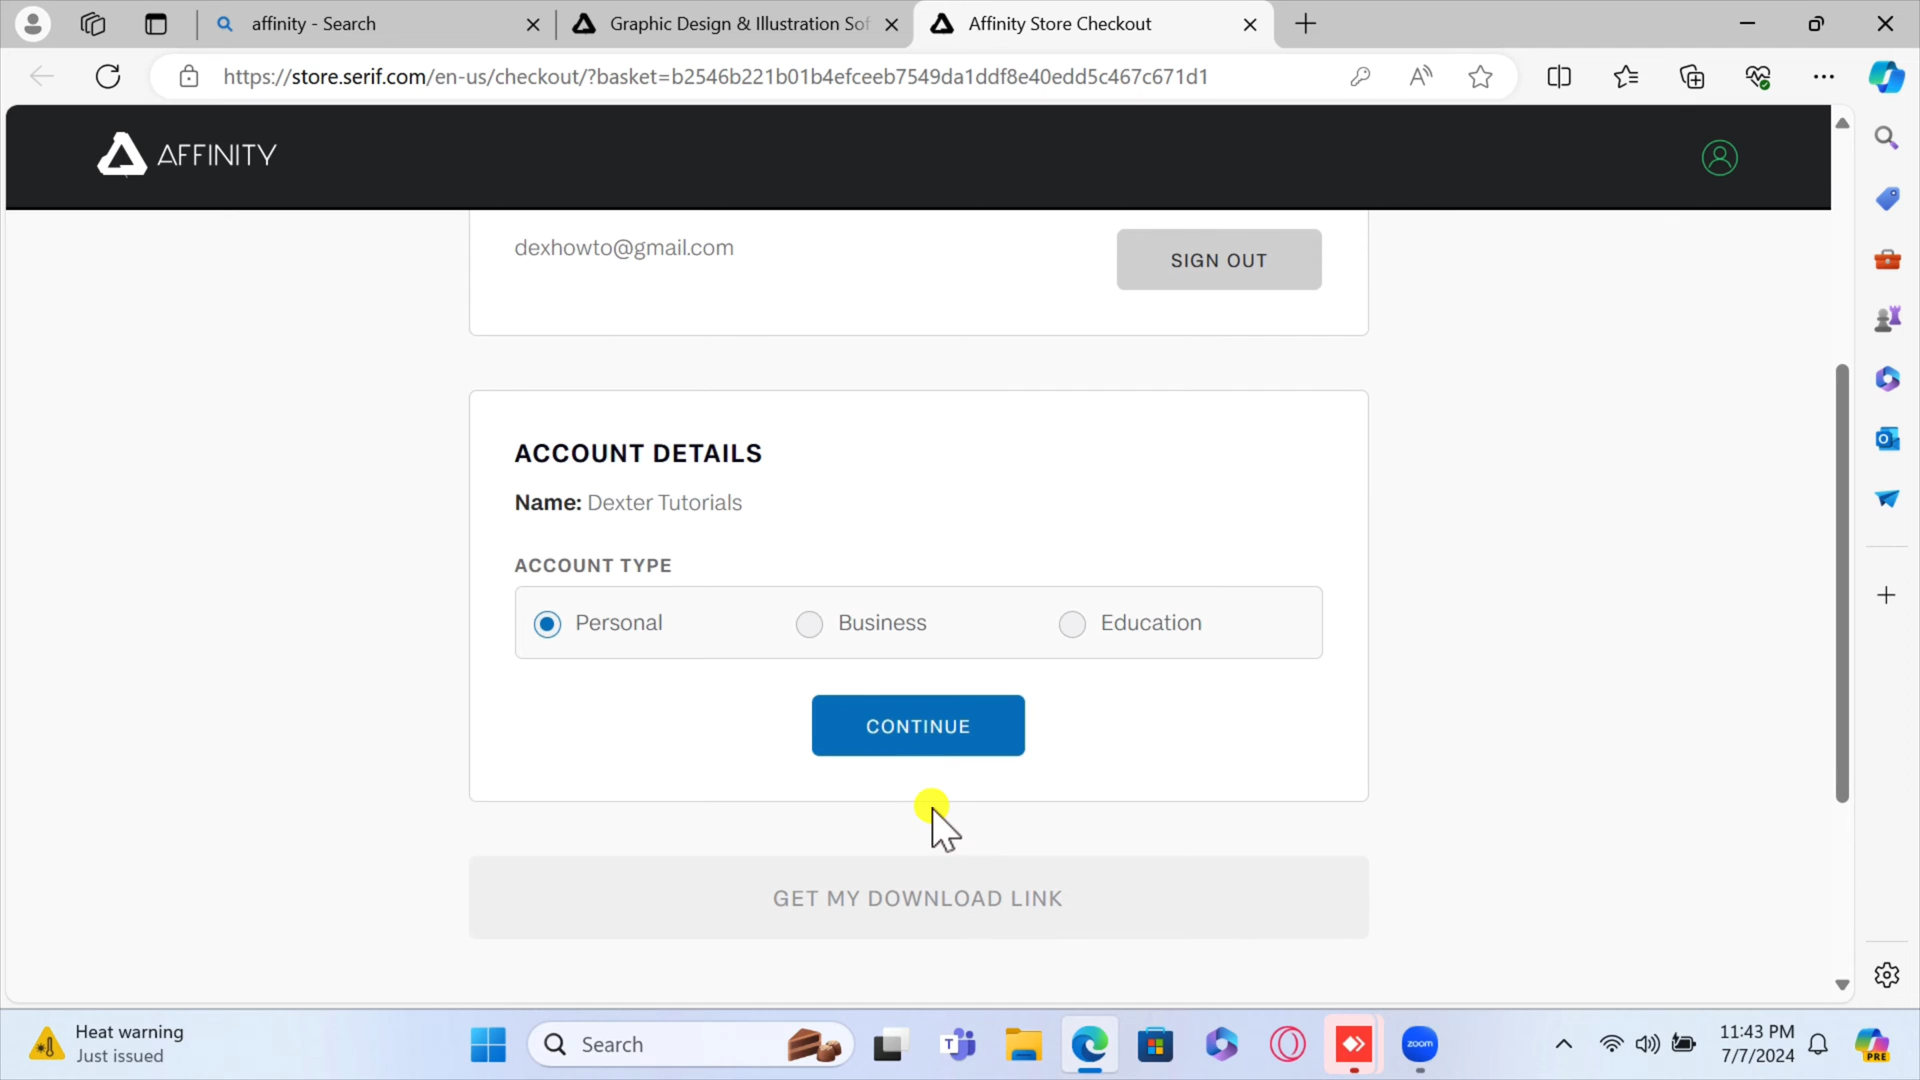 affinity - Search
Graphic Design & Illustration Sof
Affinity Store Checkout
https://store.serif.com/en-us/checkout/?basket=b2546b221b01b4efceeb7549da1ddf8e40edd5c467c671d1
AFFINITY
dexhowto@gmail.com
SIGN OUT
ACCOUNT DETAILS
Name: Dexter Tutorials
ACCOUNT TYPE
Personal
Business
Education
CONTINUE
GET MY DOWNLOAD LINK
Heat warning
Just issued
Search
zoom
11:43 PM
7/7/2024
PRE